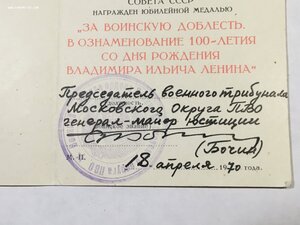 СОВЕТА СССР
НАГРАЖДЕН ЮБИЛЕЙНОЙ МЕДАЛЬЮ
„ЗА ВОИНСКУЮ ДОБЛЕСТЬ.
В ОЗНАМЕНОВАНИЕ 100-ЛЕТИЯ
СО ДНЯ РОЖДЕНИЯ
ВЛАДИМИРА ИЛЬИЧА ЛЕНИНА"
Председатель военного трибунала
Московского Округа ПВО
генерал-майор юстиции
(Бочин)
М. П.
18 апреля 1970 года.